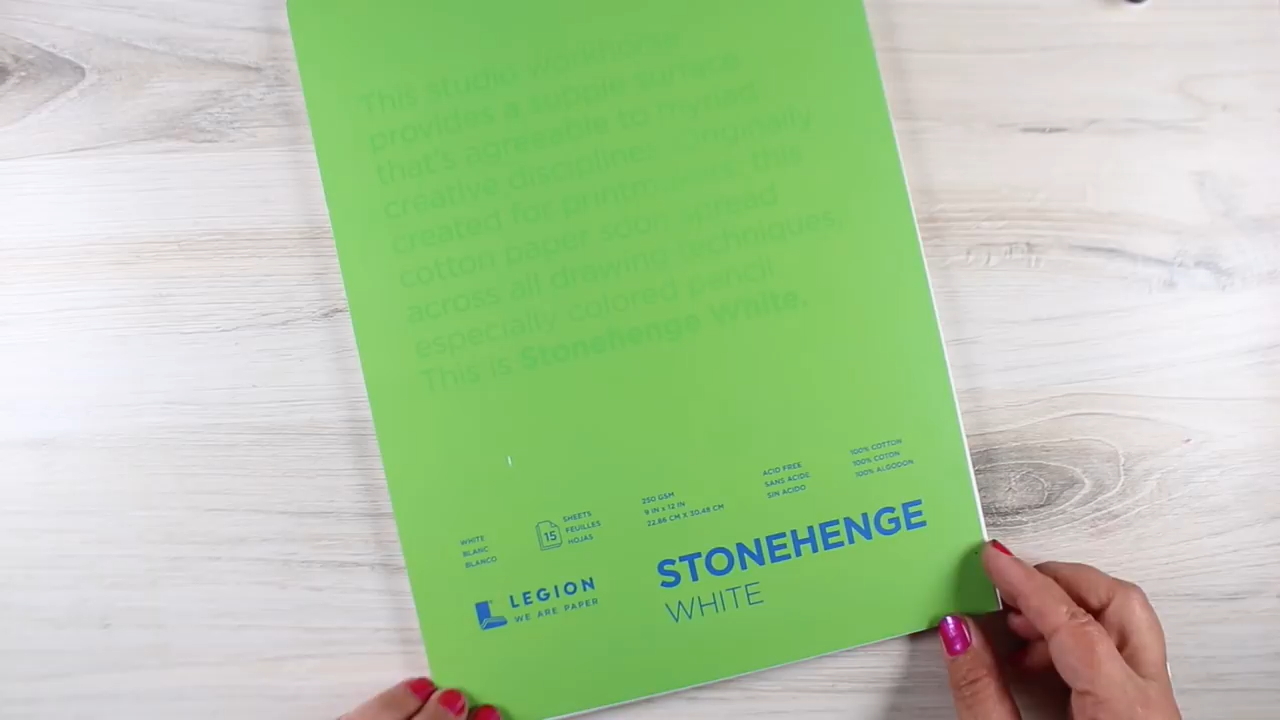 This studio workhorse
provides a supple surface
that's agreeable to myriad
creative disciplines. Originally
created for printmaking, this
cotton paper soon spread
across all drawing techniques,
especially colored pencil
This is Stonehenge White.
WHITE
BLANC
BLANCO
15
SHEETS
FEUILLES
HOJAS
250 GSM
9 IN x 12 IN
22.86 CM X 30.48 CM
ACID FREE
SANS ACIDE
SIN ACIDO
100% COTTON
100% COTON
100% ALGODON
LEGION
WE ARE PAPER
STONEHENGE
WHITE